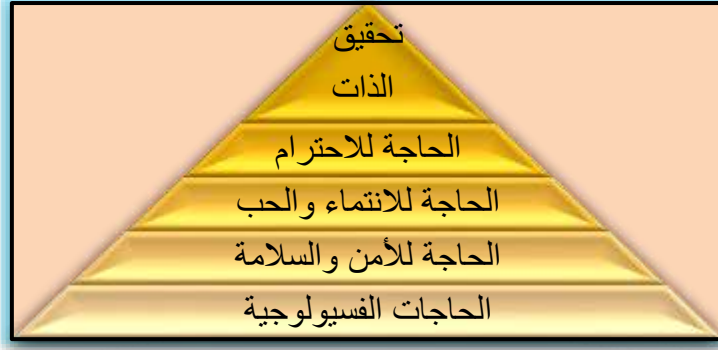 تحقيق
الذات
الحاجة للاحترام
الحاجة للانتماء والحب
الحاجة للأمن والسلامة
الحاجات الفسيولوجية